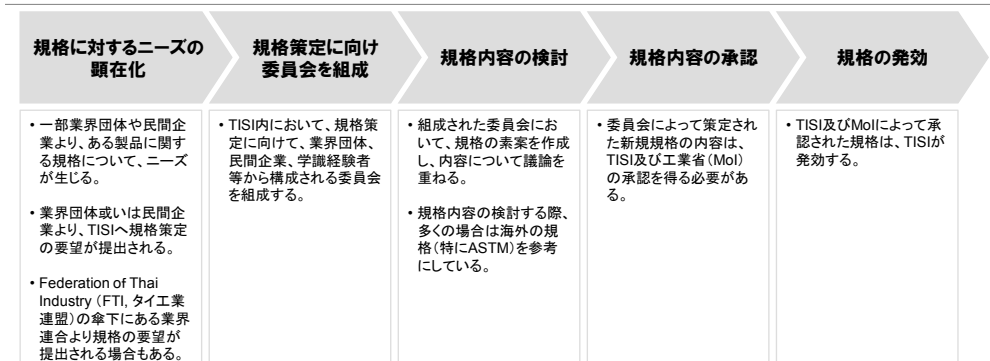 規格に対するニーズの
顕在化
規格策定に向け
委員会を組成
規格内容の検討
規格内容の承認
規格の発効
• 一部業界団体や民間企
業より、ある製品に関す
る規格について、ニーズ
が生じる。
• 業界団体或いは民間企
業より、TISIへ規格策定
の要望が提出される。
• Federation of Thai
Industry（FTI, タイ工業
連盟）の傘下にある業界
連合より規格の要望が
提出される場合もある。
• TISI内において、規格策
定に向けて、業界団体、
民間企業、学識経験者
等から構成される委員会
を組成する。
• 組成された委員会にお
いて、規格の素案を作成
し、内容について議論を
重ねる。
• 規格内容の検討する際、
多くの場合は海外の規
格（特にASTM）を参考
にしている。
• 委員会によって策定され
た新規規格の内容は、
TISI及び工業省（MoI）
の承認を得る必要があ
る。
• TISI及びMoIによって承
認された規格は、TISIが
発効する。